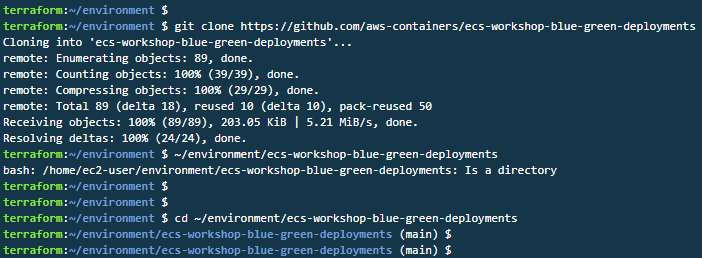 terraform:~/environment $
terraform:~/environment $ git clone https://github.com/aws-containers/ecs-workshop-blue-green-deployments
Cloning into 'ecs-workshop-blue-green-deployments'...
remote: Enumerating objects: 89, done.
remote: Counting objects: 100% (39/39), done.
remote: Compressing objects: 100% (29/29), done.
remote: Total 89 (delta 18), reused 10 (delta 10), pack-reused 50
Receiving objects: 100% (89/89), 203.05 KiB | 5.21 MiB/s, done.
Resolving deltas: 100% (24/24), done.
terraform:~/environment $ ~/environment/ecs-workshop-blue-green-deployments
bash: /home/ec2-user/environment/ecs-workshop-blue-green-deployments: Is a directory
terraform:~/environment $
terraform:~/environment $
terraform:~/environment $ cd ~/environment/ecs-workshop-blue-green-deployments
terraform:~/environment/ecs-workshop-blue-green-deployments (main) $
terraform:~/environment/ecs-workshop-blue-green-deployments (main) $